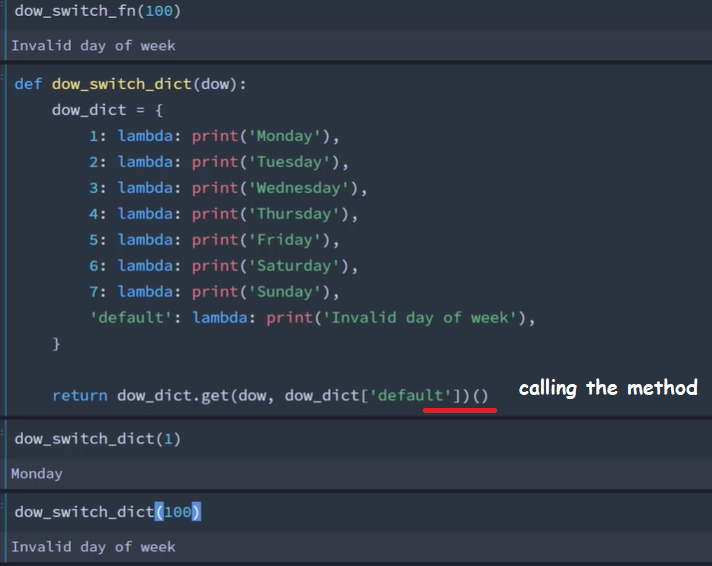 dow_switch_fn(100)
Invalid day of week
def dow_switch_dict(dow):
    dow_dict = {
        1: lambda: print('Monday'),
        2: lambda: print('Tuesday'),
        3: lambda: print('Wednesday'),
        4: lambda: print('Thursday'),
        5: lambda: print('Friday'),
        6: lambda: print('Saturday'),
        7: lambda: print('Sunday'),
        'default': lambda: print('Invalid day of week'),
    }
    return dow_dict.get(dow, dow_dict['default'])() calling the method
dow_switch_dict(1)
Monday
dow_switch_dict(100)
Invalid day of week